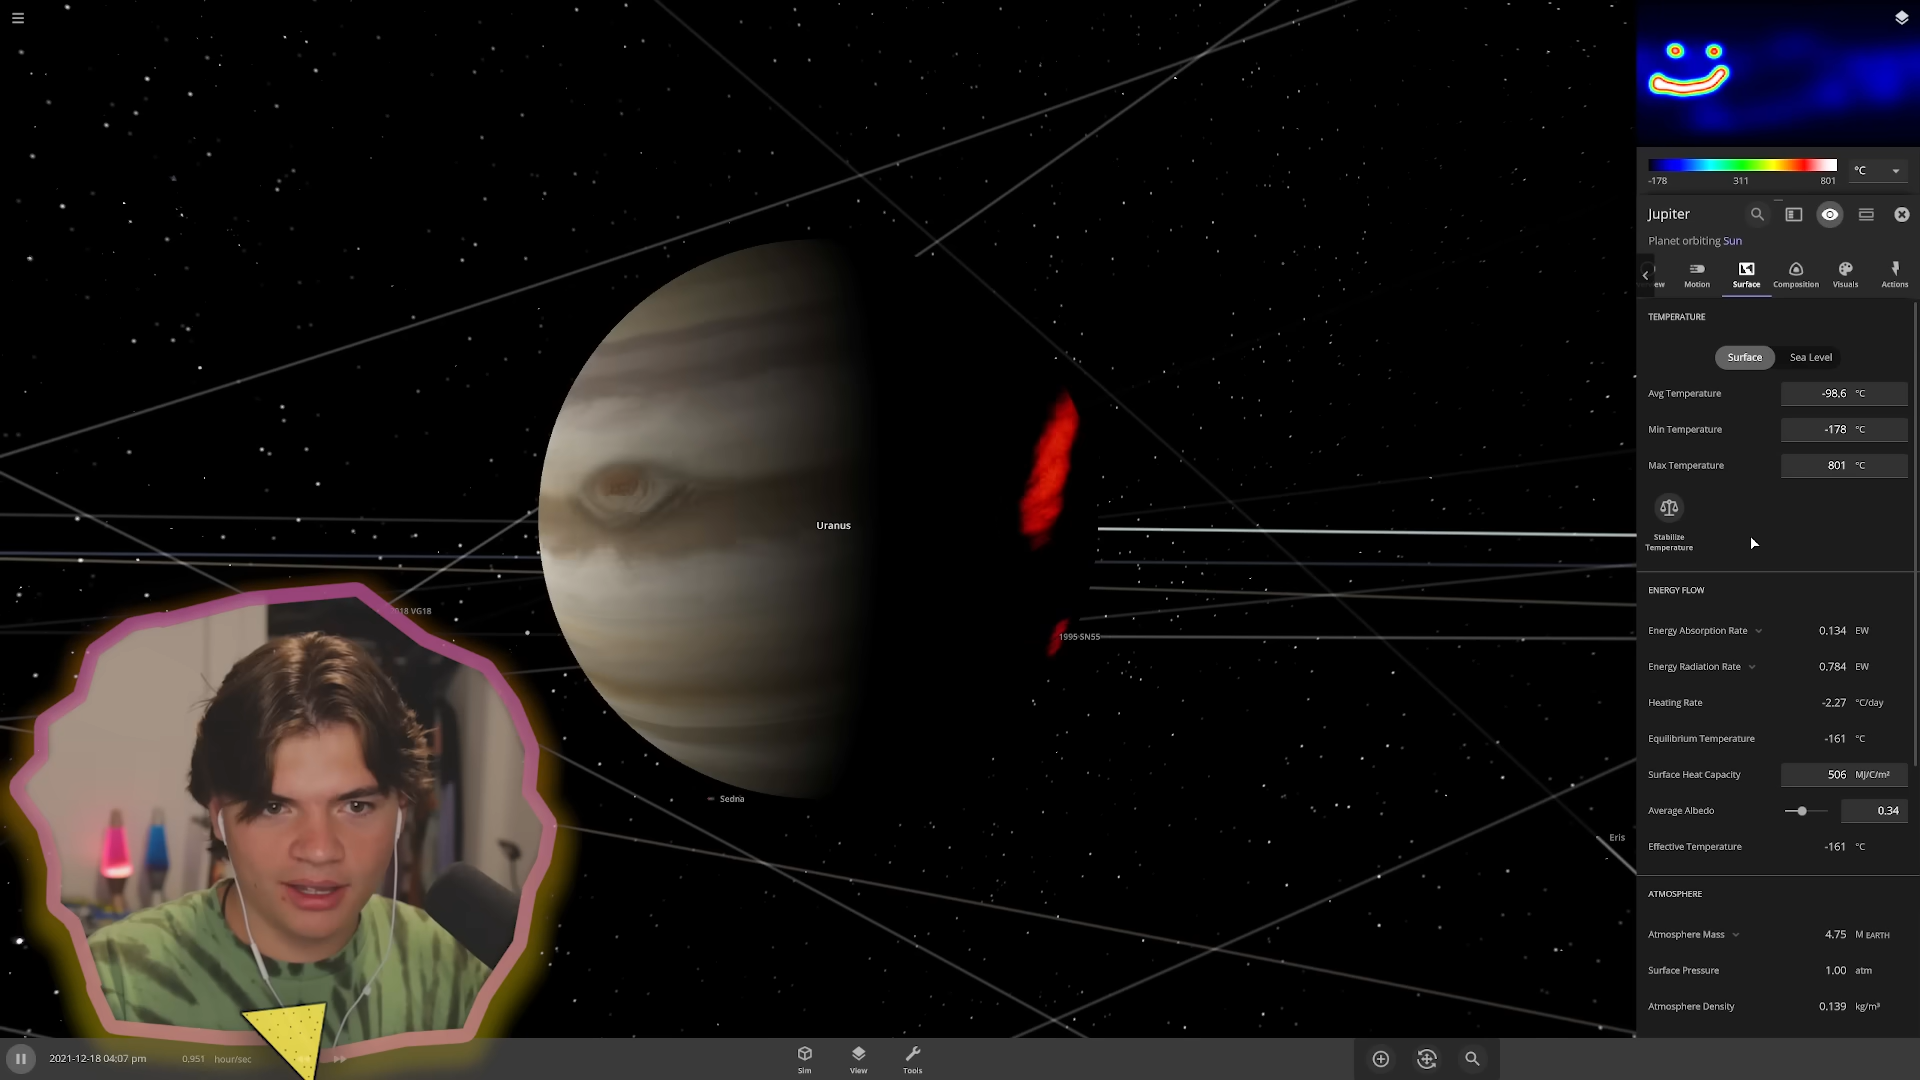 -178 311 801
°C
Jupiter
Planet orbiting Sun
Motion Surface Composition Visuals Actions
TEMPERATURE
Surface Sea Level
Avg Temperature -98.6 °C
Min Temperature -178 °C
Max Temperature 801 °C
Stabilize
Temperature
ENERGY FLOW
Energy Absorption Rate 0.134 EW
Energy Radiation Rate 0.784 EW
Heating Rate -2.27 °C/day
Equilibrium Temperature -161 °C
Surface Heat Capacity 506 MJ/C/m²
Average Albedo 0.34
Effective Temperature -161 °C
ATMOSPHERE
Atmosphere Mass 4.75 M EARTH
Surface Pressure 1.00 atm
Atmosphere Density 0.139 kg/m³
Uranus
VG18
1995 SN55
Sedna
Eris
2021-12-18 04:07 pm 0.951 hour/sec
Sim View Tools